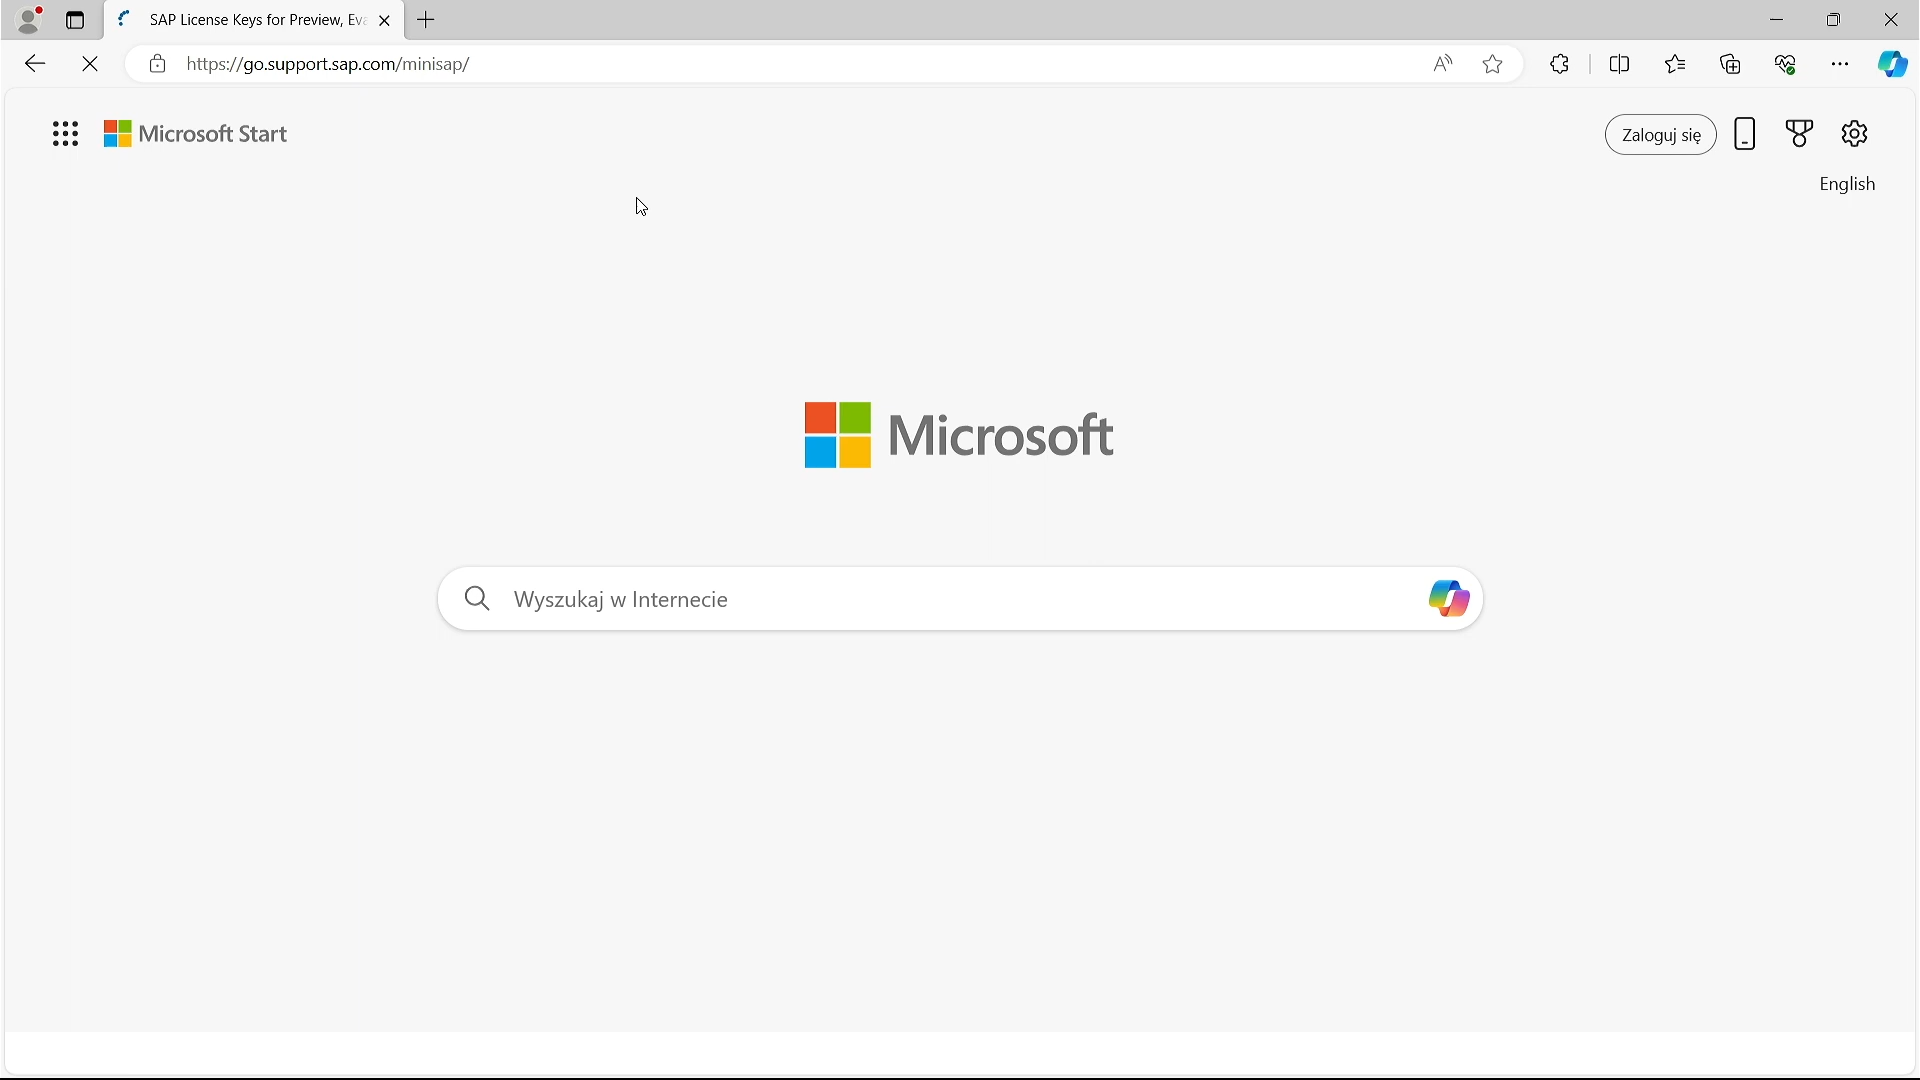 SAP License Keys for Preview, Eva
https://go.support.sap.com/minisap/
Microsoft Start
Zaloguj się
English
Microsoft
Wyszukaj w Internecie